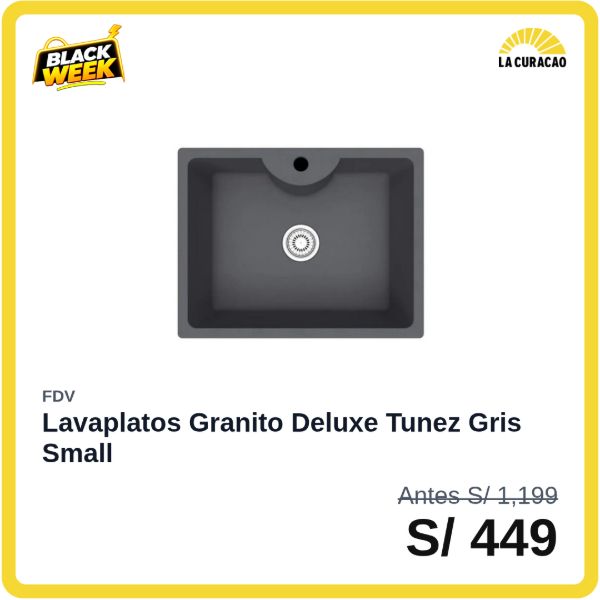 BLACK
WEEK
LA CURACAO
FDV
Lavaplatos Granito Deluxe Tunez Gris
Small
Antes S/ 1,199
S/ 449